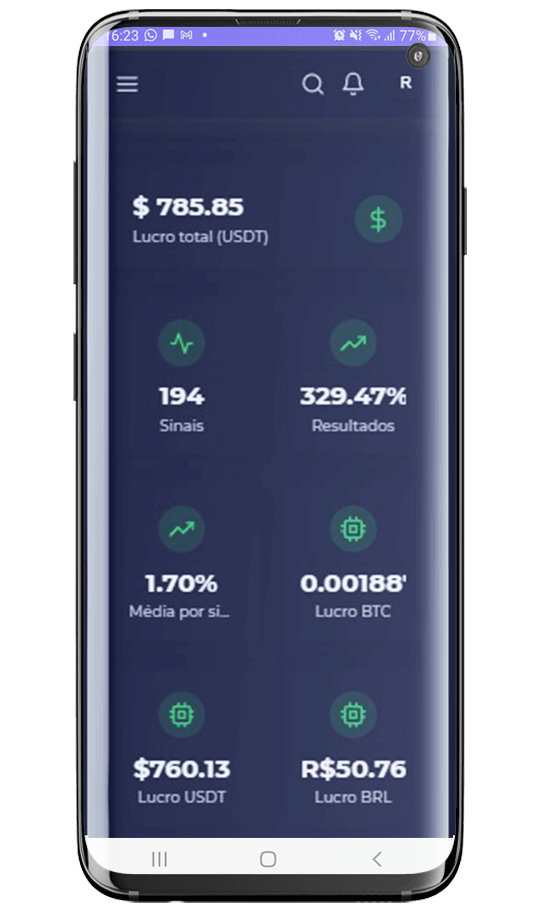 16:23 77%
R
$ 785.85
Lucro total (USDT)
$
194
Sinais
329.47%
Resultados
1.70%
Média por si...
0.00188'
Lucro BTC
$760.13
Lucro USDT
R$50.76
Lucro BRL